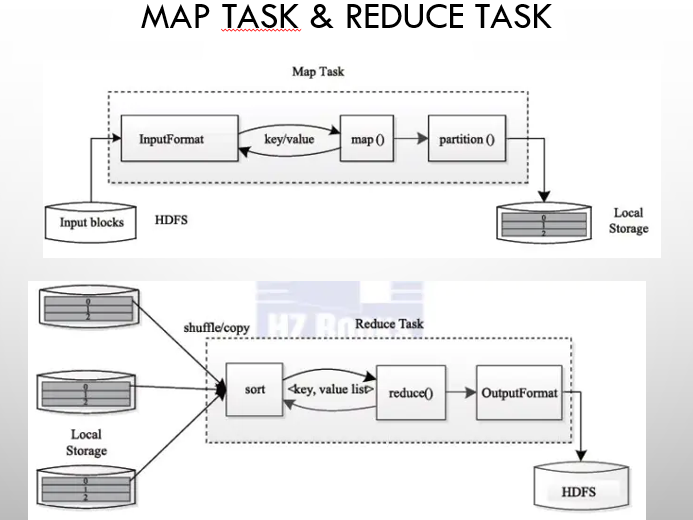 MAP TASK & REDUCE TASK
Map Task
InputFormat
key/value
map ()
partition ()
Input blocks
HDFS
0
1
2
Local
Storage
0
1
2
shuffle/copy
HZ B
Reduce Task
0
1
2
sort
<key, value list>
reduce()
OutputFormat
Local
Storage
0
1
2
HDFS